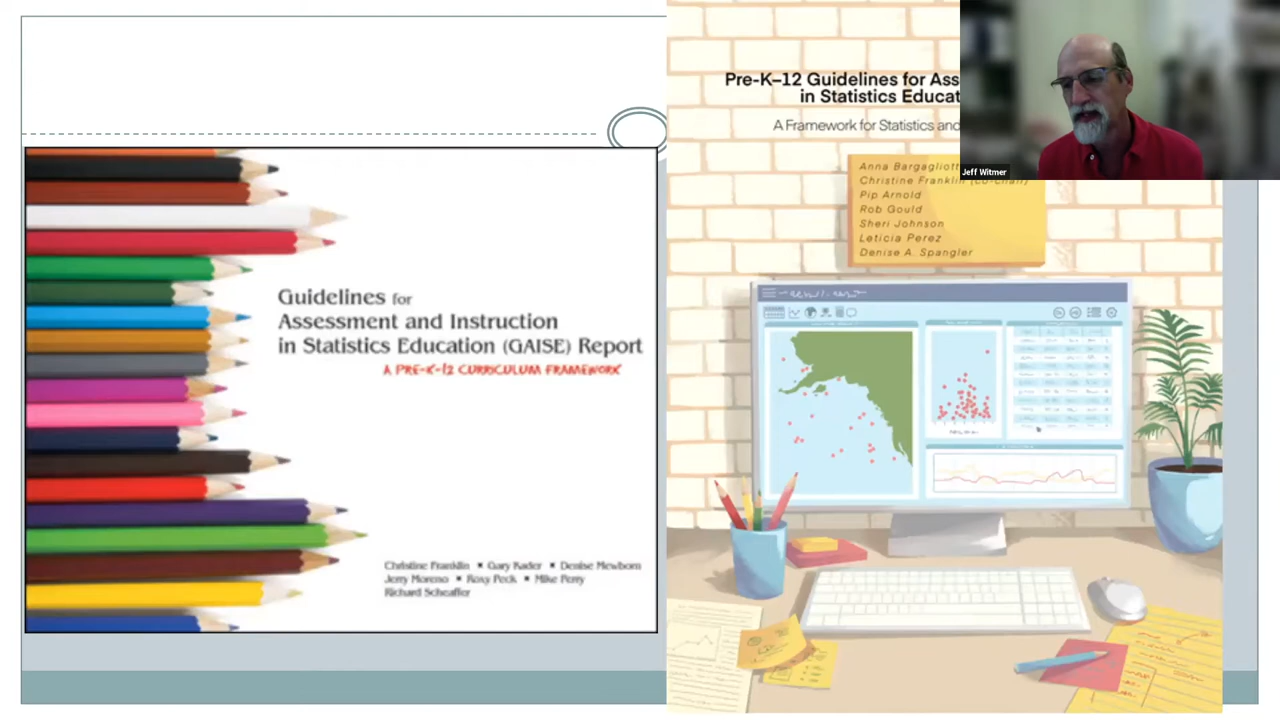 Guidelines for
Assessment and Instruction
in Statistics Education (GAISE) Report
A PRE-K-12 CURRICULUM FRAMEWORK
Christine Franklin ▪ Gary Kader ▪ Denise Mewborn
Jerry Moreno ▪ Roxy Peck ▪ Mike Perry
Richard Scheaffer
Pre-K–12 Guidelines for Ass
in Statistics Educat
A Framework for Statistics and
Anna Bargagliott
Christine Franklin (co-chair)
Pip Arnold
Rob Gould
Sheri Johnson
Leticia Perez
Denise A. Spangler
Jeff Witmer